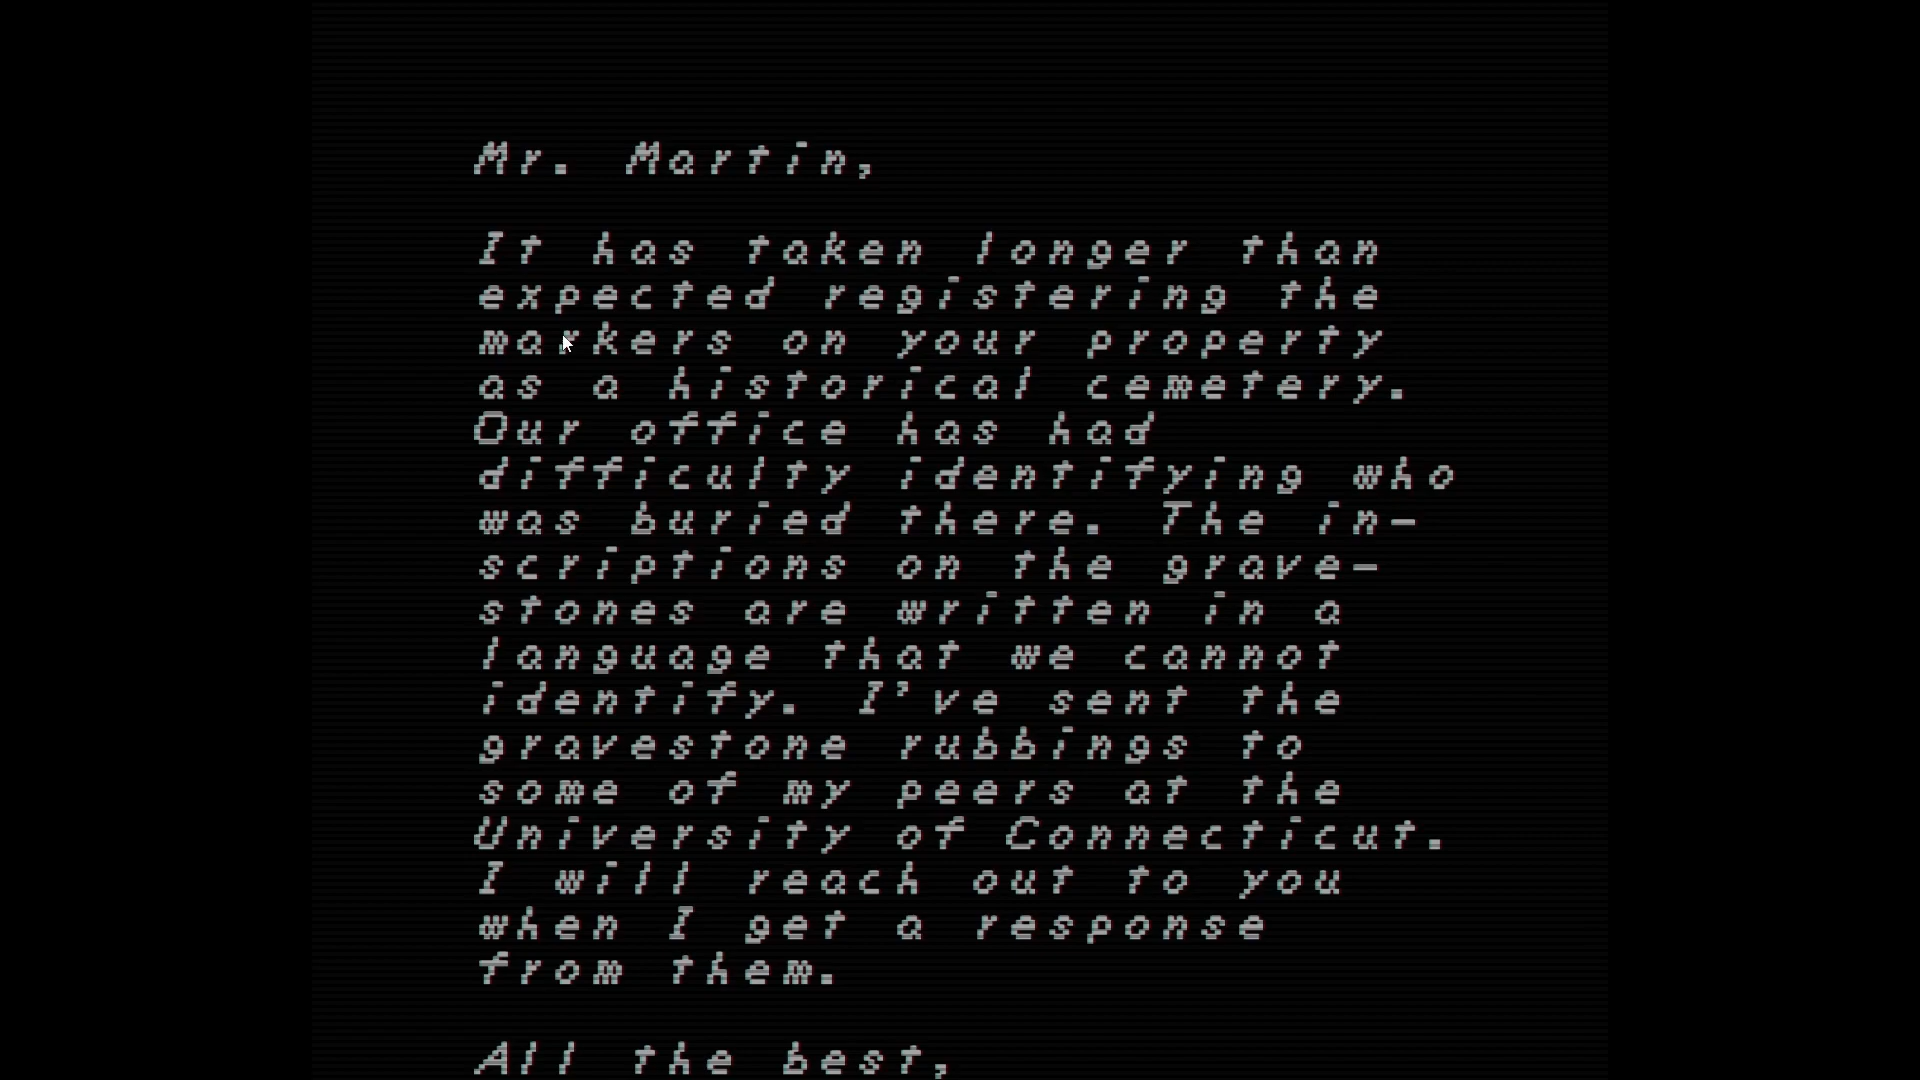 Mr. Martin,
It has taken longer than
expected registering the
markers on your property
as a historical cemetery.
Our office has had
difficulty identifying who
was buried there. The in-
scriptions on the grave-
stones are written in a
language that we cannot
identify. I've sent the
gravestone rubbings to
some of my peers at the
University of Connecticut.
I will reach out to you
when I get a response
from them.
All the best,